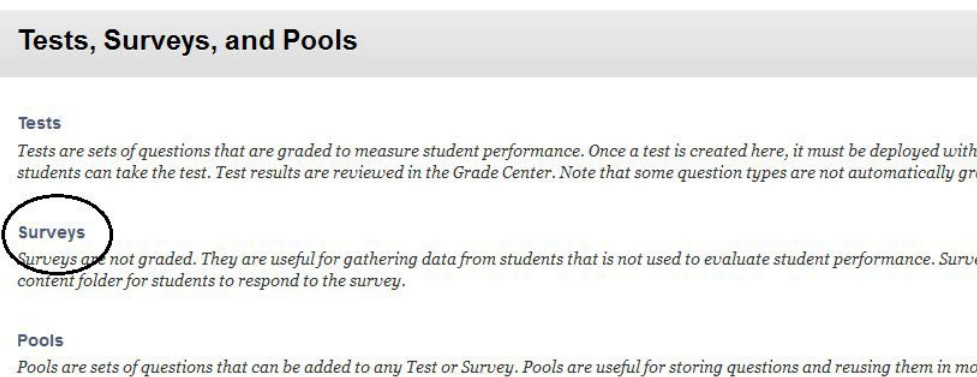 Tests, Surveys, and Pools
Tests
Tests are sets of questions that are graded to measure student performance. Once a test is created here, it must be deployed with
students can take the test. Test results are reviewed in the Grade Center. Note that some question types are not automatically gr
Surveys
Surveys are not graded. They are useful for gathering data from students that is not used to evaluate student performance. Surv
content folder for students to respond to the survey.
Pools
Pools are sets of questions that can be added to any Test or Survey. Pools are useful for storing questions and reusing them in mo